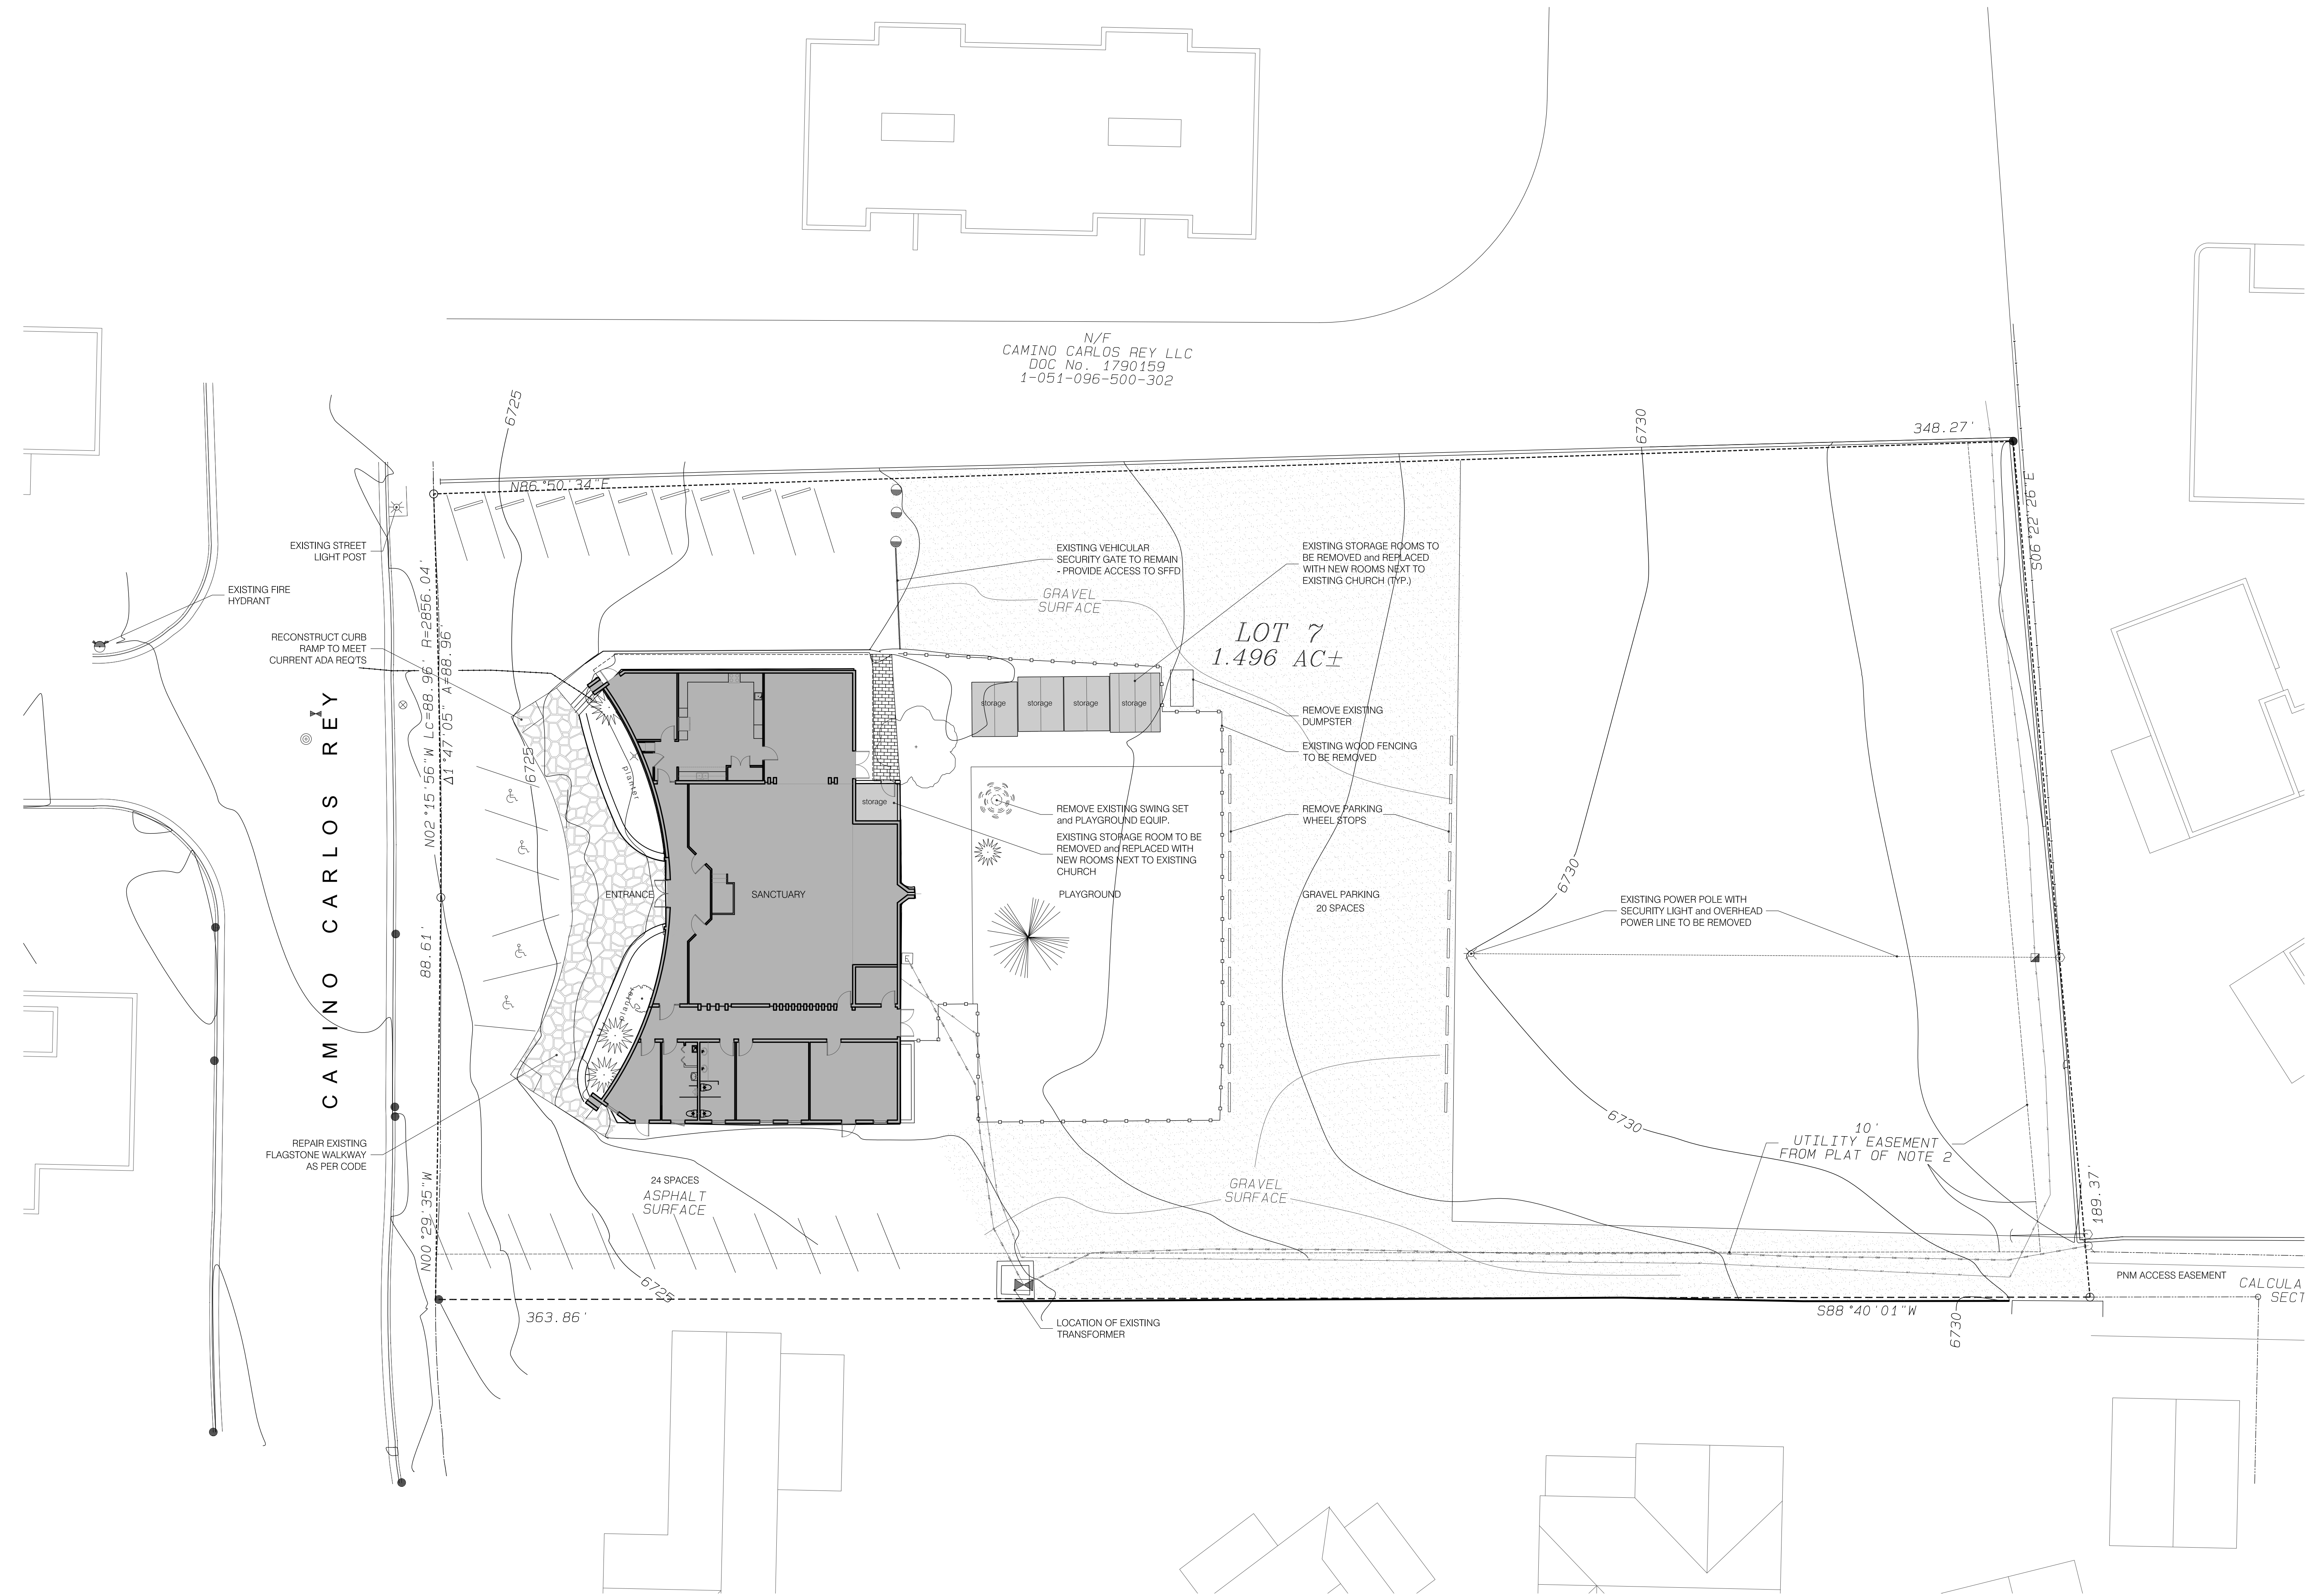 N/F
CAMINO CARLOS REY LLC
DOC No. 1790159
1-051-096-500-302
6725
6730
348.27'
N86°50'34"E
S06°22'26"E
EXISTING STREET
LIGHT POST
EXISTING FIRE
HYDRANT
RECONSTRUCT CURB
RAMP TO MEET
CURRENT ADA REQ'TS
CAMINO CARLOS REY
N02°15'56"W Lc=88.96' R=2856.04'
Δ1°47'05" A=88.96'
88.61'
N00°29'35"W
EXISTING VEHICULAR
SECURITY GATE TO REMAIN
- PROVIDE ACCESS TO SFFD
EXISTING STORAGE ROOMS TO
BE REMOVED and REPLACED
WITH NEW ROOMS NEXT TO
EXISTING CHURCH (TYP.)
GRAVEL
SURFACE
LOT 7
1.496 AC±
storage
storage
storage
storage
REMOVE EXISTING
DUMPSTER
EXISTING WOOD FENCING
TO BE REMOVED
6725
planter
storage
REMOVE EXISTING SWING SET
and PLAYGROUND EQUIP.
REMOVE PARKING
WHEEL STOPS
EXISTING STORAGE ROOM TO BE
REMOVED and REPLACED WITH
NEW ROOMS NEXT TO EXISTING
CHURCH
ENTRANCE
SANCTUARY
PLAYGROUND
GRAVEL PARKING
20 SPACES
6730
EXISTING POWER POLE WITH
SECURITY LIGHT and OVERHEAD
POWER LINE TO BE REMOVED
E
planter
6730
10'
UTILITY EASEMENT
FROM PLAT OF NOTE 2
REPAIR EXISTING
FLAGSTONE WALKWAY
AS PER CODE
24 SPACES
ASPHALT
SURFACE
GRAVEL
SURFACE
189.37'
PNM ACCESS EASEMENT
CALCULA
SECT
6725
363.86'
S88°40'01"W
6730
LOCATION OF EXISTING
TRANSFORMER